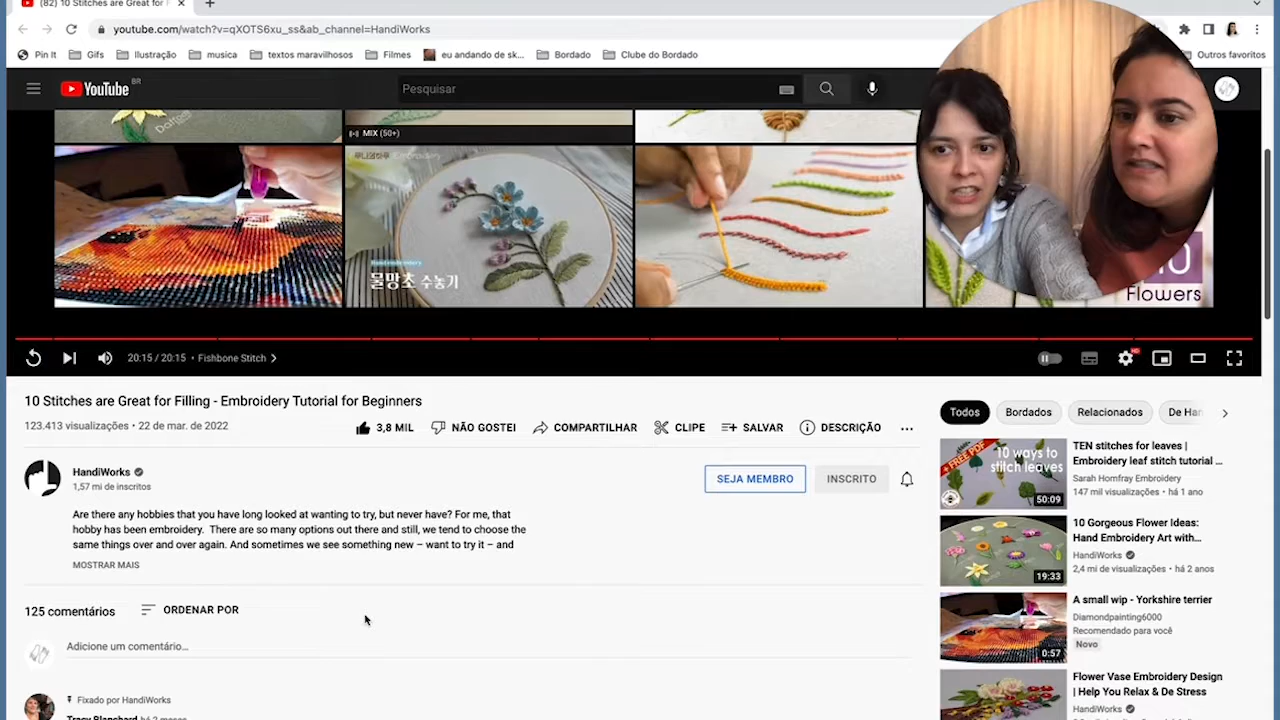 (82) 10 Stitches are Great for F
youtube.com/watch?v=qXOTS6xu_ss&ab_channel=HandiWorks
Pin It
Gifs
Ilustração
musica
textos maravilhosos
Filmes
eu andando de sk...
Bordado
Clube do Bordado
Outros favoritos
YouTube BR
Pesquisar
MIX (50+)
Hand embroidery
물망초 수놓기
10
Flowers
20:15 / 20:15 • Fishbone Stitch
HD
10 Stitches are Great for Filling - Embroidery Tutorial for Beginners
123.413 visualizações • 22 de mar. de 2022
3,8 MIL
NÃO GOSTEI
COMPARTILHAR
CLIPE
SALVAR
DESCRIÇÃO
HandiWorks
1,57 mi de inscritos
SEJA MEMBRO
INSCRITO
Are there any hobbies that you have long looked at wanting to try, but never have? For me, that
hobby has been embroidery. There are so many options out there and still, we tend to choose the
same things over and over again. And sometimes we see something new – want to try it – and
MOSTRAR MAIS
125 comentários
ORDENAR POR
Adicione um comentário...
Fixado por HandiWorks
Tracy Blanchard há 2 meses
Todos
Bordados
Relacionados
De Han
+ FREE PDF
10 ways to
stitch leaves
50:09
TEN stitches for leaves |
Embroidery leaf stitch tutorial ...
Sarah Homfray Embroidery
147 mil visualizações • há 1 ano
19:33
10 Gorgeous Flower Ideas:
Hand Embroidery Art with...
HandiWorks
2,4 mi de visualizações • há 2 anos
0:57
A small wip - Yorkshire terrier
Diamondpainting6000
Recomendado para você
Novo
Flower Vase Embroidery Design
| Help You Relax & De Stress
HandiWorks